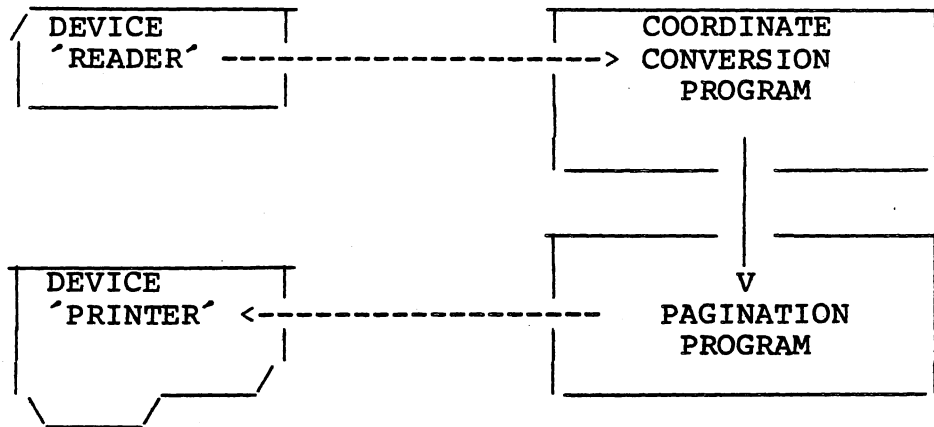 DEVICE
´READER´
COORDINATE
CONVERSION
PROGRAM
DEVICE
´PRINTER´
V
PAGINATION
PROGRAM